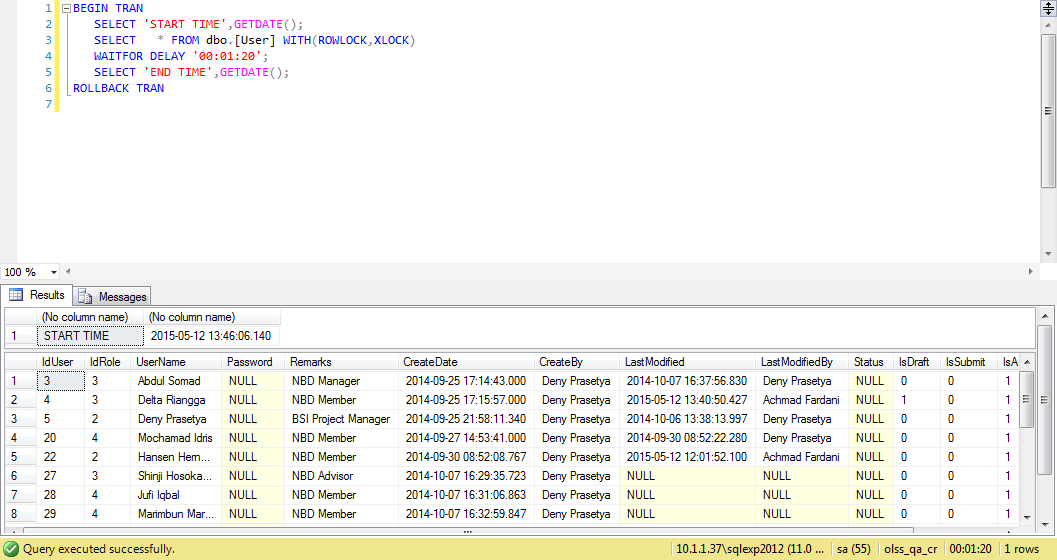 1 BEGIN TRAN
2 SELECT 'START TIME',GETDATE();
3 SELECT * FROM dbo.[User] WITH(ROWLOCK,XLOCK)
4 WAITFOR DELAY '00:01:20';
5 SELECT 'END TIME',GETDATE();
6 ROLLBACK TRAN
7
100 %
Results Messages
(No column name) (No column name)
1 START TIME 2015-05-12 13:46:06.140
IdUser IdRole UserName Password Remarks CreateDate CreateBy LastModified LastModifiedBy Status IsDraft IsSubmit IsA
1 3 3 Abdul Somad NULL NBD Manager 2014-09-25 17:14:43.000 Deny Prasetya 2014-10-07 16:37:56.830 Deny Prasetya NULL 0 0 1
2 4 3 Delta Riangga NULL NBD Member 2014-09-25 17:15:57.000 Deny Prasetya 2015-05-12 13:40:50.427 Achmad Fardani NULL 1 0 1
3 5 2 Deny Prasetya NULL BSI Project Manager 2014-09-25 21:58:11.340 Deny Prasetya 2014-10-06 13:38:13.997 Deny Prasetya NULL 0 0 1
4 20 4 Mochamad Idris NULL NBD Member 2014-09-27 14:53:41.000 Deny Prasetya 2014-09-30 08:52:22.280 Deny Prasetya NULL 0 0 1
5 22 2 Hansen Hern... NULL NBD Member 2014-09-30 08:52:08.767 Deny Prasetya 2015-05-12 12:01:52.100 Achmad Fardani NULL 0 0 1
6 27 3 Shinji Hosoka... NULL NBD Advisor 2014-10-07 16:29:35.723 Deny Prasetya NULL NULL NULL 0 0 1
7 28 4 Jufi Iqbal NULL NBD Member 2014-10-07 16:31:06.863 Deny Prasetya NULL NULL NULL 0 0 1
8 29 4 Marimbun Mar... NULL NBD Member 2014-10-07 16:32:59.847 Deny Prasetya NULL NULL NULL 0 0 1
Query executed successfully. 10.1.1.37\sqlexp2012 (11.0 ... sa (55) olss_qa_cr 00:01:20 1 rows